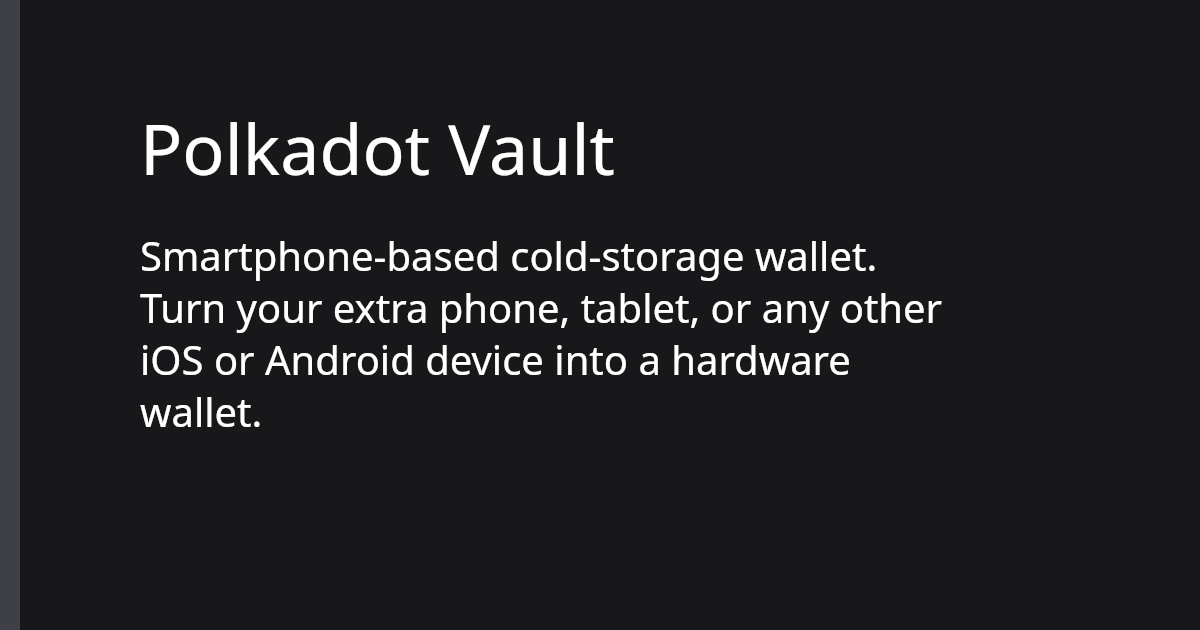 Polkadot Vault
Smartphone-based cold-storage wallet.
Turn your extra phone, tablet, or any other
iOS or Android device into a hardware
wallet.